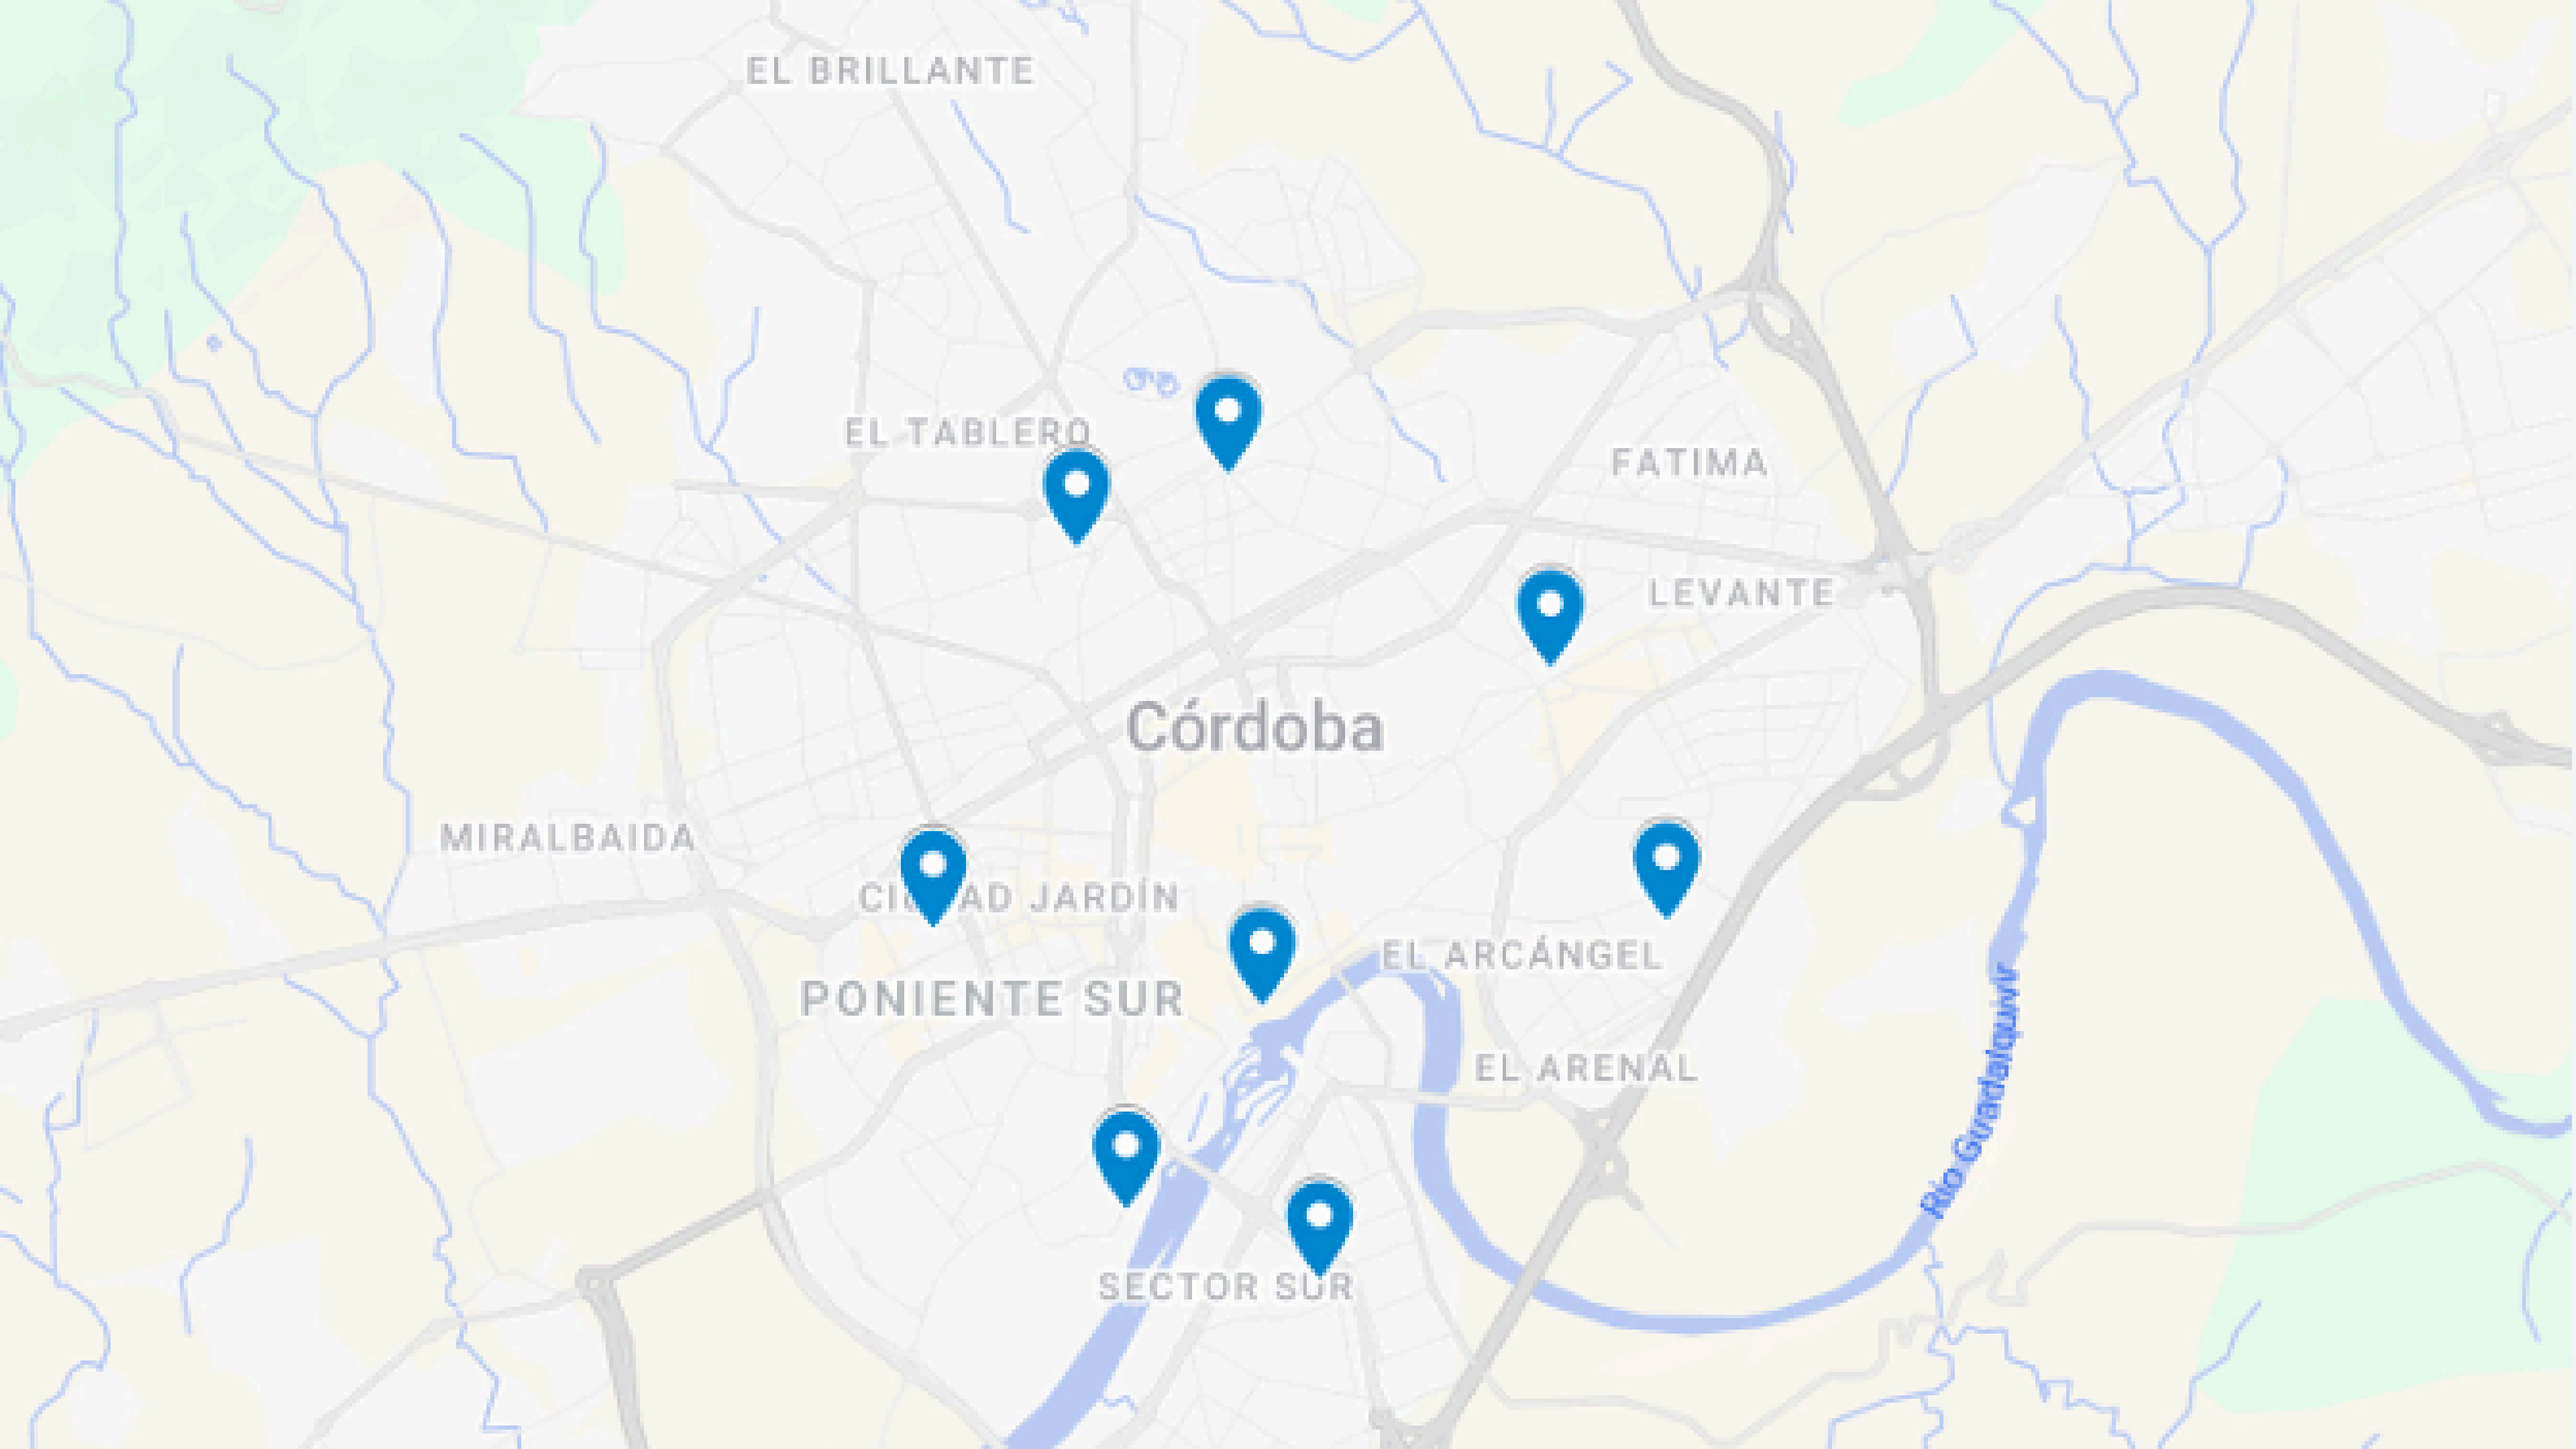 EL BRILLANTE
EL TABLERO
FATIMA
LEVANTE
Córdoba
MIRALBAIDA
CIUDAD JARDÍN
EL ARCÁNGEL
PONIENTE SUR
EL ARENAL
Río Guadalquivir
SECTOR SUR